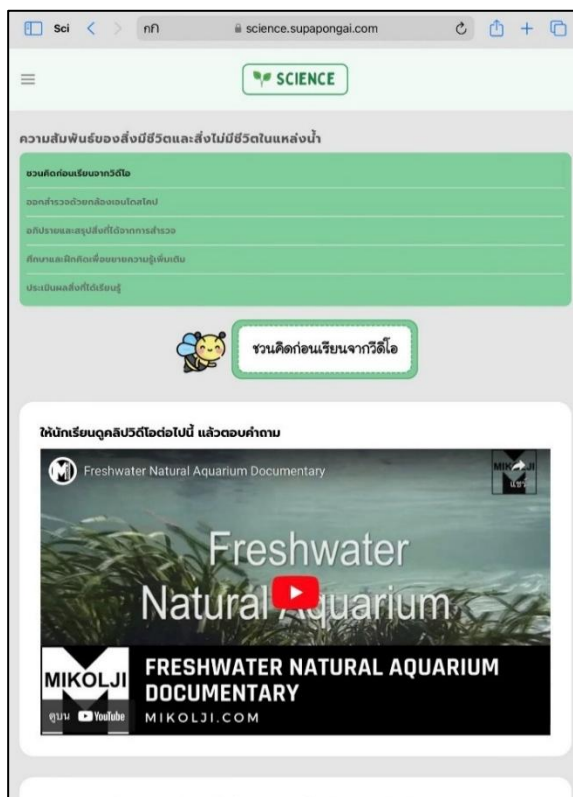 Sci
กก
science.supapongai.com
SCIENCE
ความสัมพันธ์ของสิ่งมีชีวิตและสิ่งไม่มีชีวิตในแหล่งน้ำ
ชวนคิดก่อนเรียนจากวีดีโอ
ออกสำรวจด้วยกล้องเอนโดสโคป
อภิปรายและสรุปสิ่งที่ได้จากการสำรวจ
ศึกษาและฝึกคิดเพื่อขยายความรู้เพิ่มเติม
ประเมินผลสิ่งที่ได้เรียนรู้
ชวนคิดก่อนเรียนจากวีดีโอ
ให้นักเรียนดูคลิปวิดีโอต่อไปนี้ แล้วตอบคำถาม
Freshwater Natural Aquarium Documentary
แชร์
Freshwater
Natural Aquarium
MIKOLJI
FRESHWATER NATURAL AQUARIUM
DOCUMENTARY
MIKOLJI.COM
ดูบน YouTube